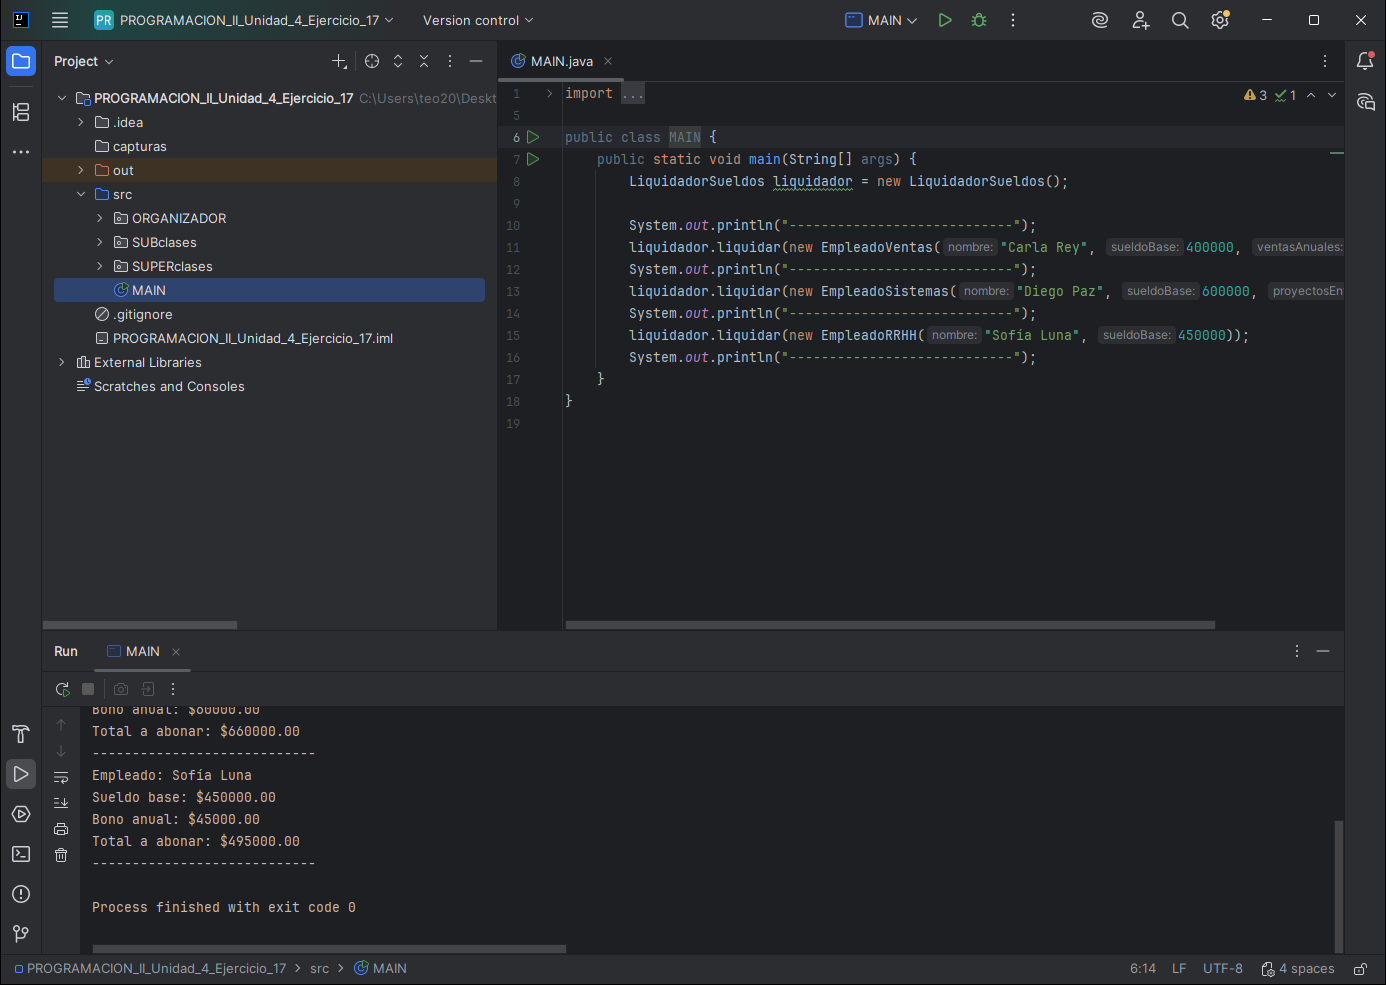 PR PROGRAMACION_II_Unidad_4_Ejercicio_17
Version control
MAIN
Project
PROGRAMACION_II_Unidad_4_Ejercicio_17 C:\Users\teo20\Deskt
.idea
capturas
out
src
ORGANIZADOR
SUBclases
SUPERclases
MAIN
.gitignore
PROGRAMACION_II_Unidad_4_Ejercicio_17.iml
External Libraries
Scratches and Consoles
MAIN.java
3 1
1 import ...
5
6 public class MAIN {
7 public static void main(String[] args) {
8 LiquidadorSueldos liquidador = new LiquidadorSueldos();
9
10 System.out.println("----------------------------");
11 liquidador.liquidar(new EmpleadoVentas( nombre: "Carla Rey", sueldoBase: 400000, ventasAnuales:
12 System.out.println("----------------------------");
13 liquidador.liquidar(new EmpleadoSistemas( nombre: "Diego Paz", sueldoBase: 600000, proyectosEn
14 System.out.println("----------------------------");
15 liquidador.liquidar(new EmpleadoRRHH( nombre: "Sofía Luna", sueldoBase: 450000));
16 System.out.println("----------------------------");
17 }
18 }
19
Run MAIN
Bono anual: $60000.00
Total a abonar: $660000.00
----------------------------
Empleado: Sofía Luna
Sueldo base: $450000.00
Bono anual: $45000.00
Total a abonar: $495000.00
----------------------------
Process finished with exit code 0
PROGRAMACION_II_Unidad_4_Ejercicio_17 > src > MAIN
6:14 LF UTF-8 4 spaces